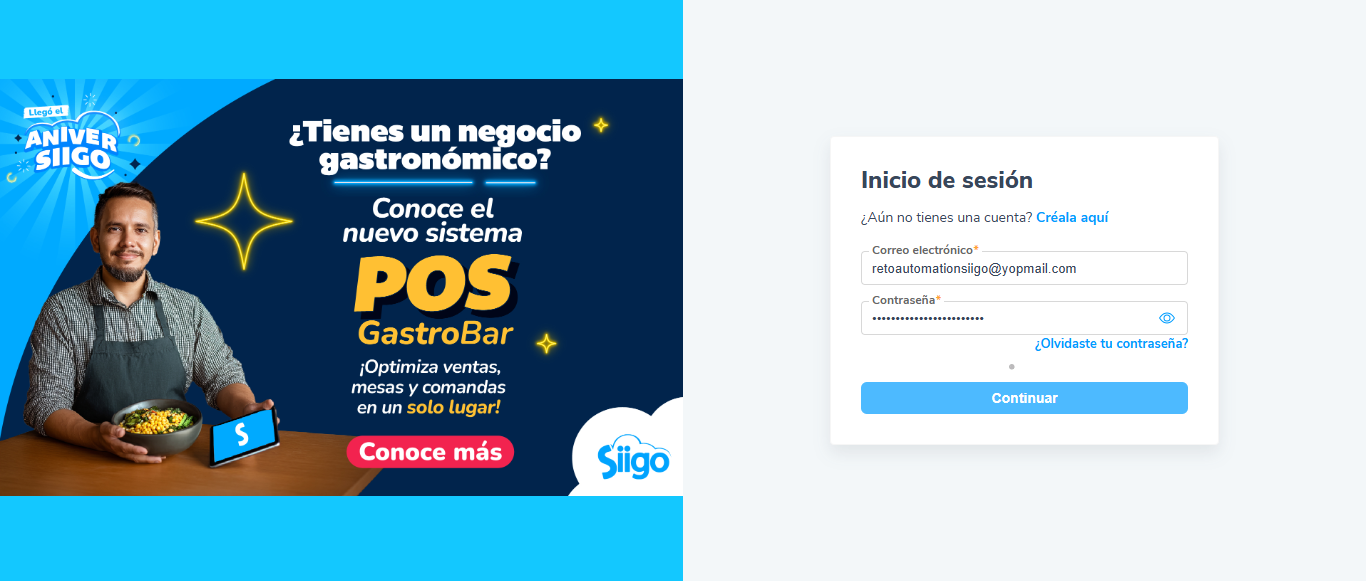 Llegó el
ANIVER
SIIGO
¿Tienes un negocio
gastronómico?
Conoce el
nuevo sistema
POS
GastroBar
¡Optimiza ventas,
mesas y comandas
en un solo lugar!
Conoce más
Siigo
Inicio de sesión
¿Aún no tienes una cuenta? Créala aquí
Correo electrónico*
retoautomationsiigo@yopmail.com
Contraseña*
••••••••••••••••••••••••
¿Olvidaste tu contraseña?
Continuar